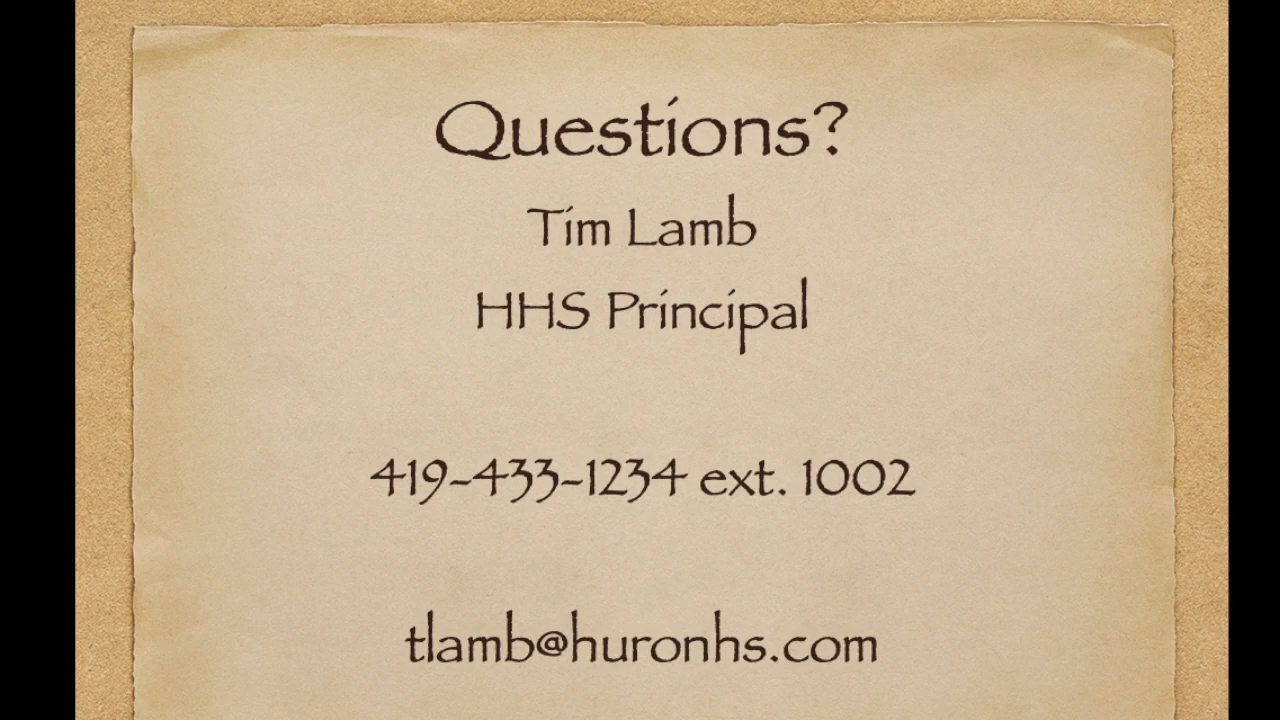 Questions?
Tim Lamb
HHS Principal
419-433-1234 ext. 1002
tlamb@huronhs.com